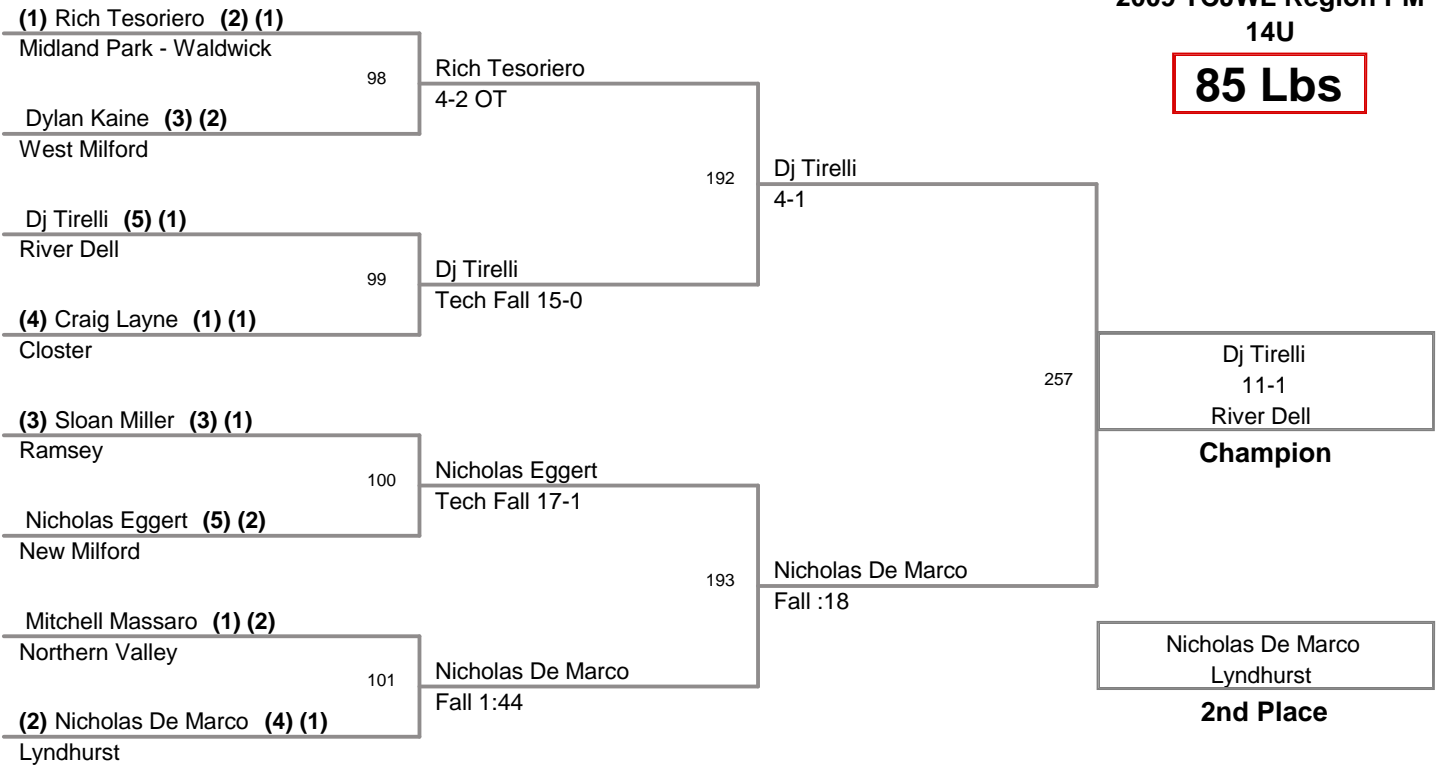 Region
14U
85 Lbs
(1) Rich Tesoriero (2) (1)
Midland Park - Waldwick
98
Rich Tesoriero
4-2 OT
Dylan Kaine (3) (2)
West Milford
192
Dj Tirelli
4-1
Dj Tirelli (5) (1)
River Dell
99
Dj Tirelli
Tech Fall 15-0
(4) Craig Layne (1) (1)
Closter
257
Dj Tirelli
11-1
River Dell
Champion
(3) Sloan Miller (3) (1)
Ramsey
100
Nicholas Eggert
Tech Fall 17-1
Nicholas Eggert (5) (2)
New Milford
193
Nicholas De Marco
Fall :18
Mitchell Massaro (1) (2)
Northern Valley
101
Nicholas De Marco
Fall 1:44
(2) Nicholas De Marco (4) (1)
Lyndhurst
Nicholas De Marco
Lyndhurst
2nd Place